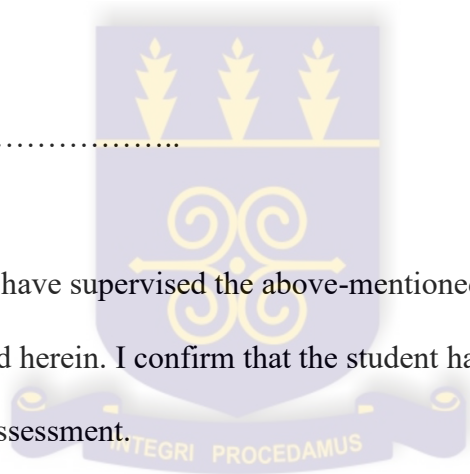 ………………..
have supervised the above-mentioned
d herein. I confirm that the student ha
ssessment.
INTEGRI PROCEDAMUS